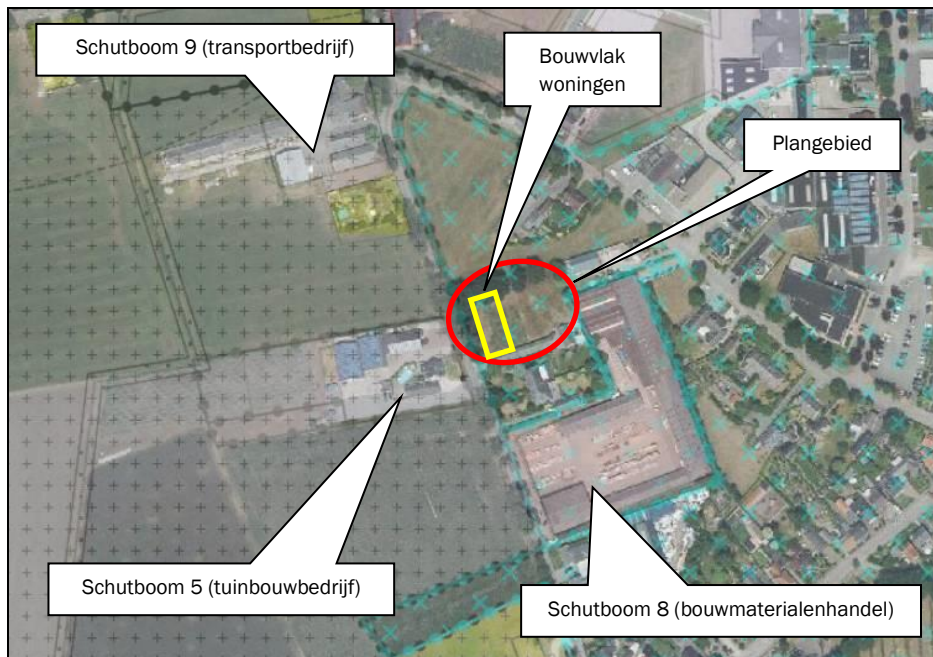 Schutboom 9 (transportbedrijf)
Bouwvlak
woningen
Plangebied
Schutboom 5 (tuinbouwbedrijf)
Schutboom 8 (bouwmaterialenhandel)